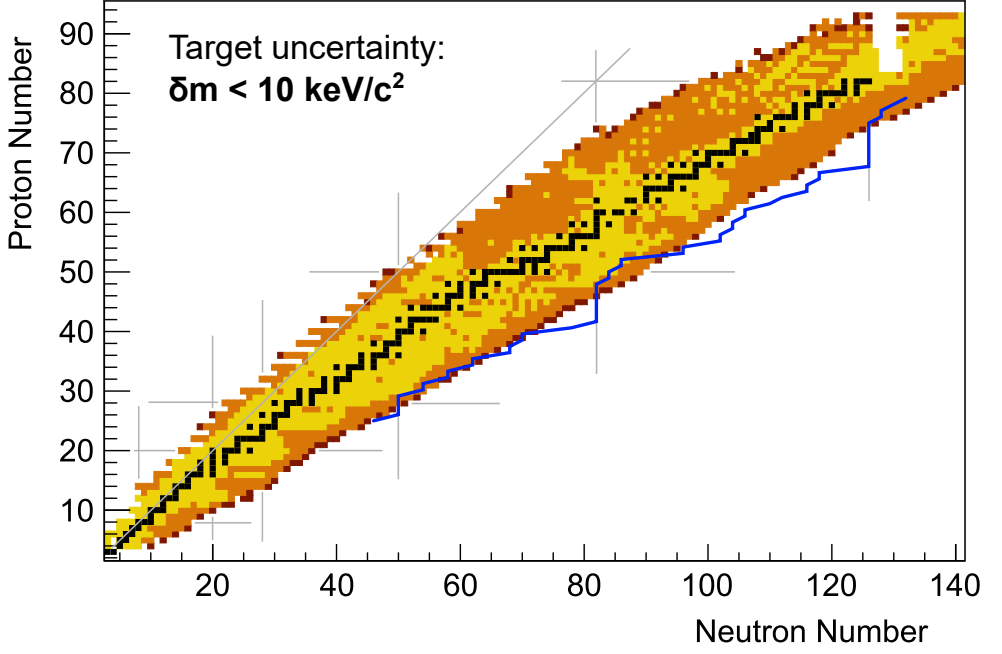 Target uncertainty:
δm < 10 keV/c²
Proton Number
90
80
70
60
50
40
30
20
10
20 40 60 80 100 120 140
Neutron Number